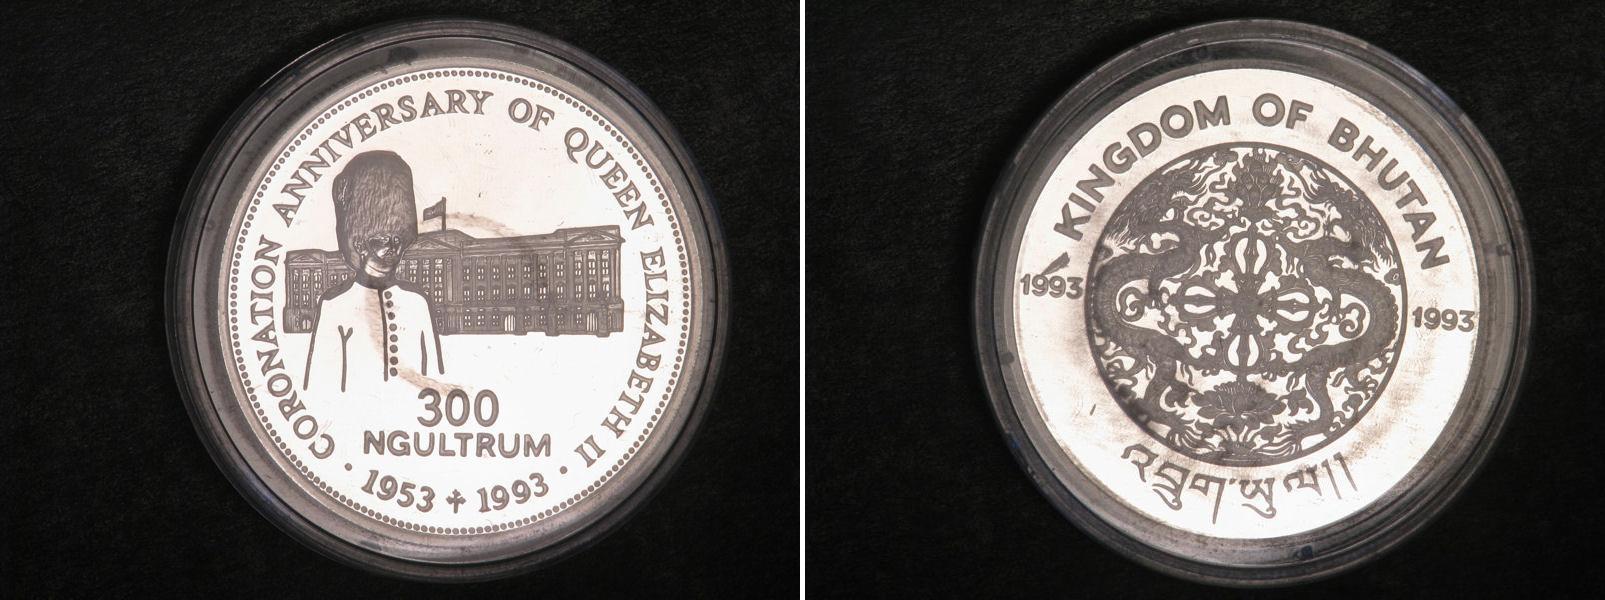 CORONATION ANNIVERSARY OF QUEEN ELIZABETH II
300
NGULTRUM
· 1953 ✢ 1993 ·
KINGDOM OF BHUTAN
1993
1993
འབྲུག་ཡུལ།།